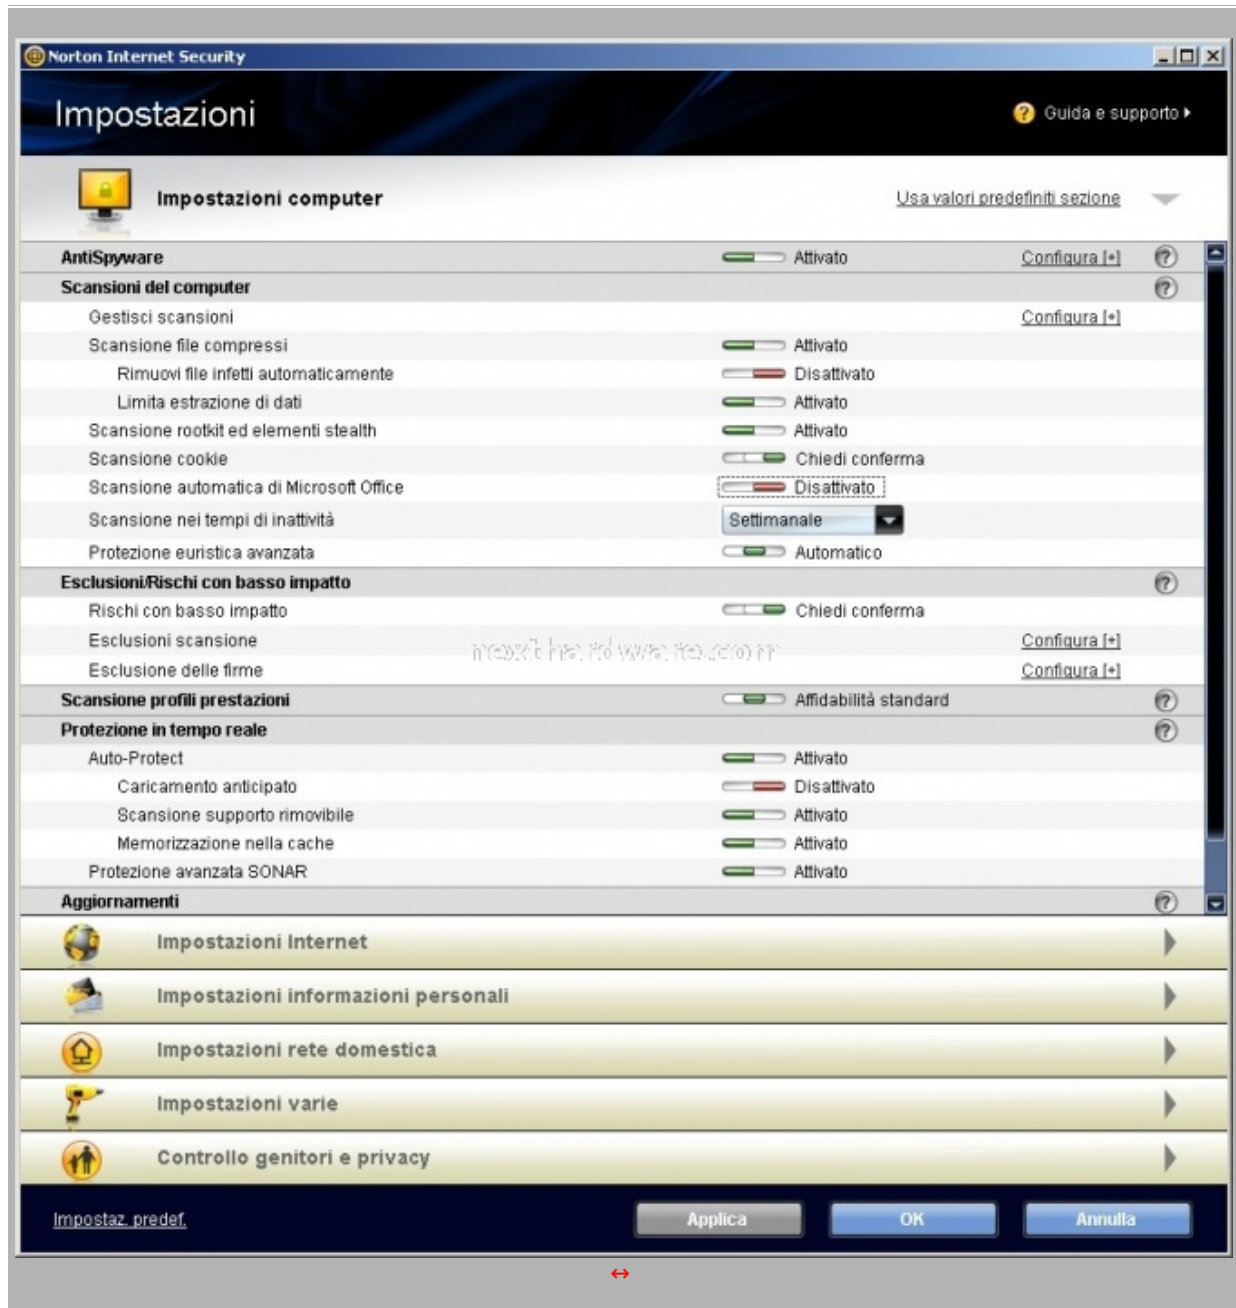 Norton Internet Security
Impostazioni
? Guida e supporto
Impostazioni computer
Usa valori predefiniti sezione
AntiSpyware Attivato Configura [+] ?
Scansioni del computer ?
Gestisci scansioni Configura [+]
Scansione file compressi Attivato
Rimuovi file infetti automaticamente Disattivato
Limita estrazione di dati Attivato
Scansione rootkit ed elementi stealth Attivato
Scansione cookie Chiedi conferma
Scansione automatica di Microsoft Office Disattivato
Scansione nei tempi di inattività Settimanale
Protezione euristica avanzata Automatico
Esclusioni/Rischi con basso impatto ?
Rischi con basso impatto Chiedi conferma
Esclusioni scansione Configura [+]
nexthardware.com
Esclusione delle firme Configura [+]
Scansione profili prestazioni Affidabilità standard ?
Protezione in tempo reale ?
Auto-Protect Attivato
Caricamento anticipato Disattivato
Scansione supporto rimovibile Attivato
Memorizzazione nella cache Attivato
Protezione avanzata SONAR Attivato
Aggiornamenti ?
Impostazioni Internet
Impostazioni informazioni personali
Impostazioni rete domestica
Impostazioni varie
Controllo genitori e privacy
Impostaz. predef. Applica OK Annulla